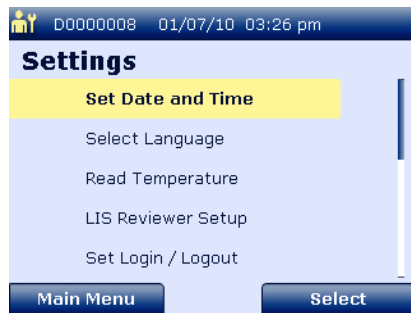 D0000008 01/07/10 03:26 pm
Settings
Set Date and Time
Select Language
Read Temperature
LIS Reviewer Setup
Set Login / Logout
Main Menu Select